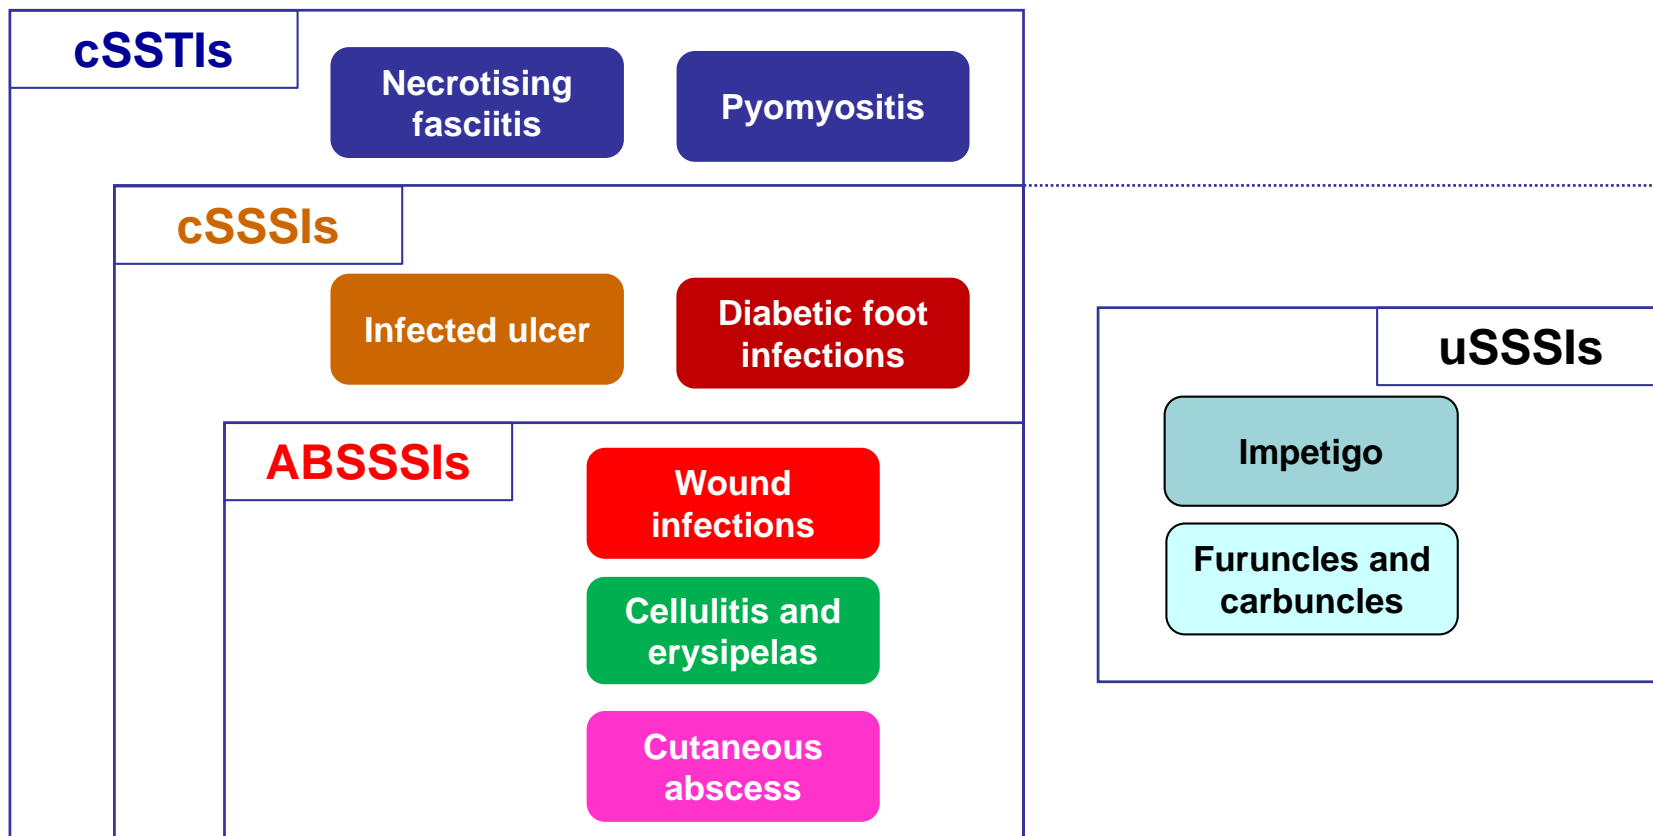 cSSTIs
Necrotising
fasciitis
Pyomyositis
cSSSIs
Infected ulcer
Diabetic foot
infections
uSSSIs
ABSSSIs
Wound
infections
Impetigo
Cellulitis and
erysipelas
Furuncles and
carbuncles
Cutaneous
abscess